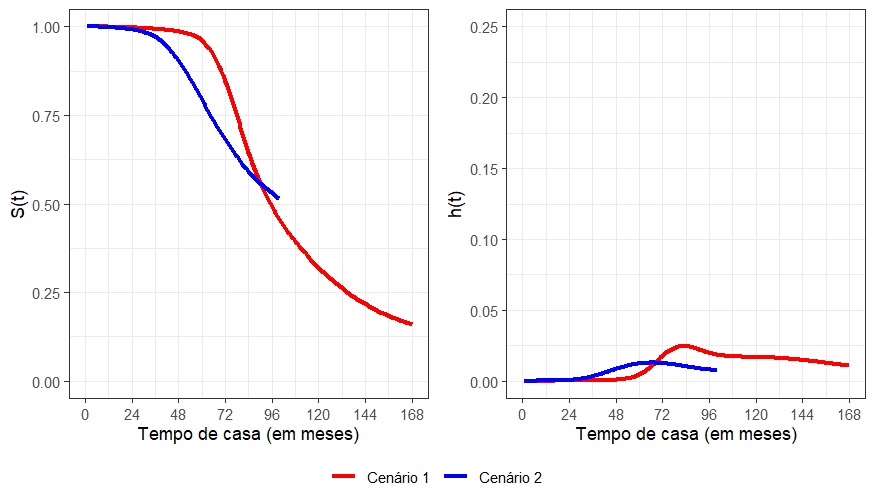 1.00
0.75
0.50
0.25
0.00
S(t)
0 24 48 72 96 120 144 168
Tempo de casa (em meses)
0.25
0.20
0.15
0.10
0.05
0.00
h(t)
0 24 48 72 96 120 144 168
Tempo de casa (em meses)
Cenário 1 Cenário 2